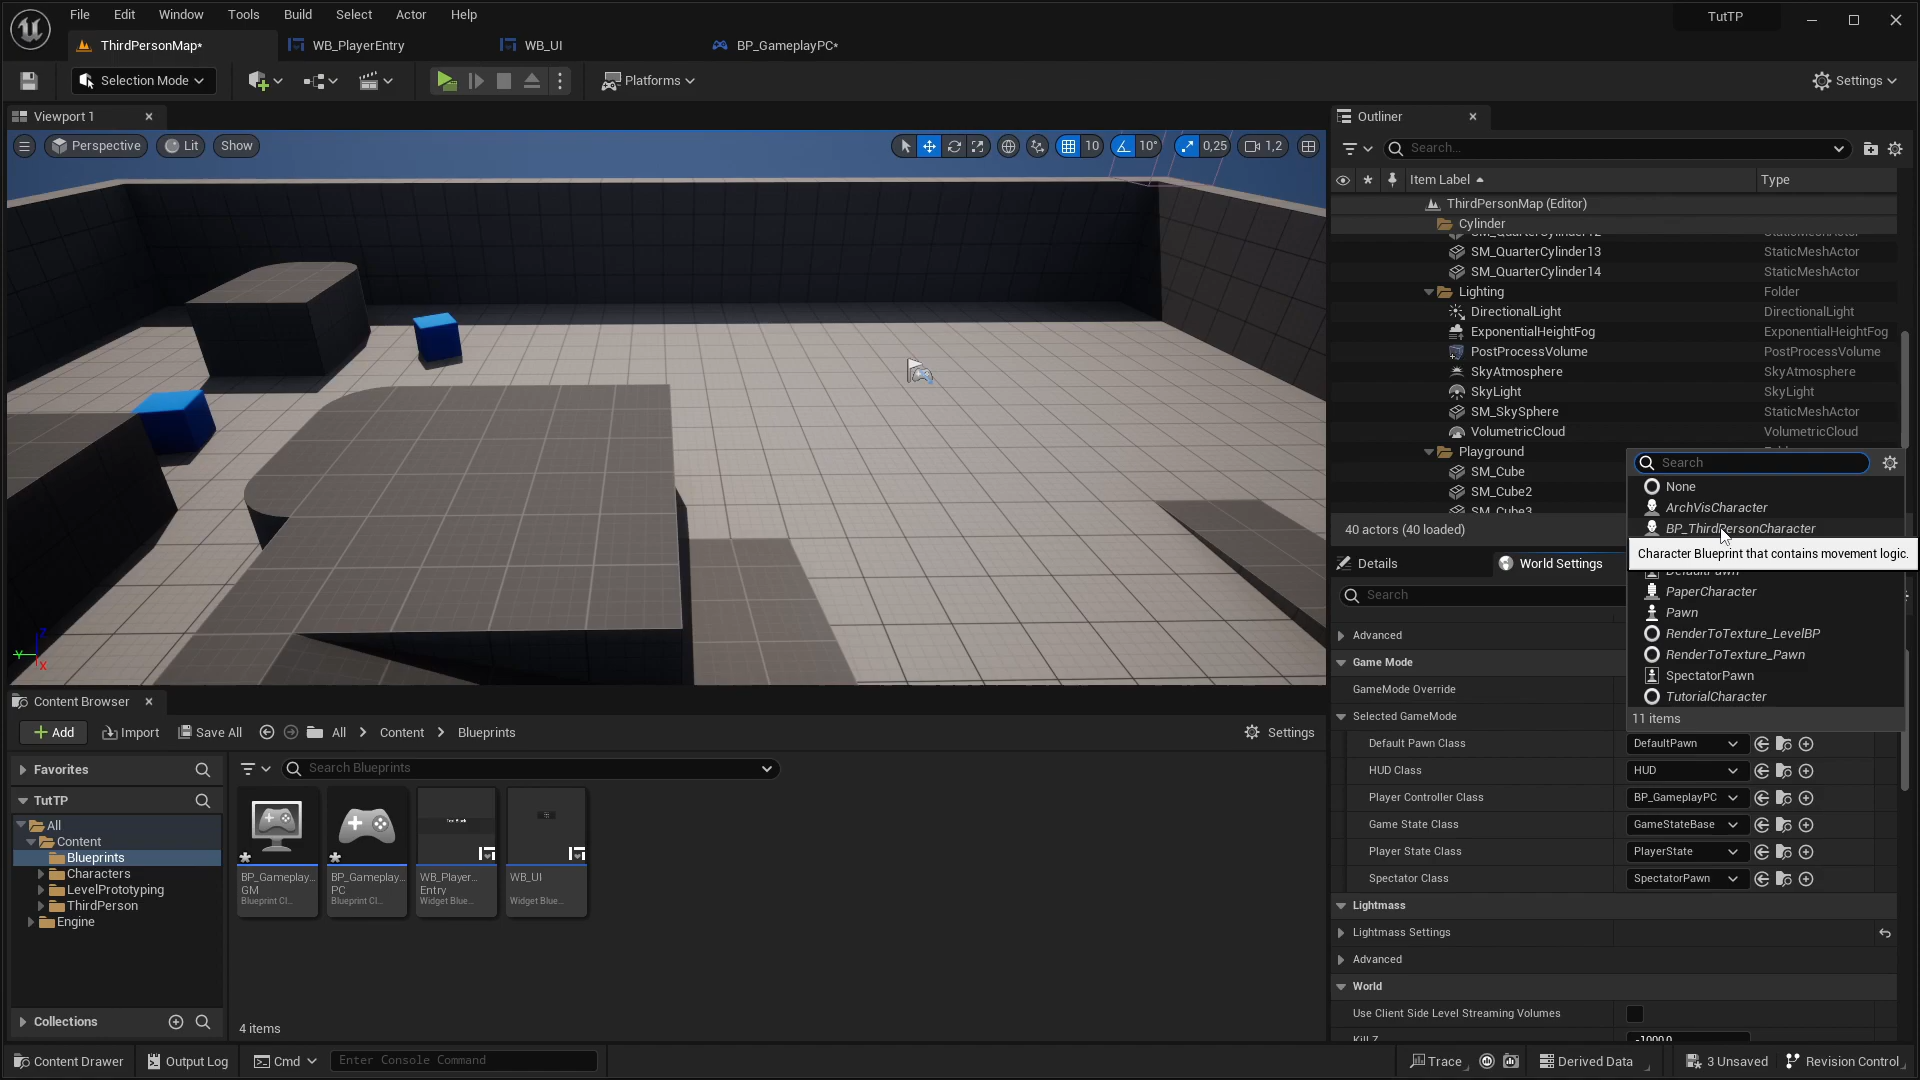 File Edit Window Tools Build Select Actor Help
TutTP
ThirdPersonMap*
WB_PlayerEntry
WB_UI
BP_GameplayPC*
Selection Mode
Platforms
Settings
Viewport 1
Perspective
Lit
Show
10
10°
0,25
1,2
Z
Y
X
Outliner
Search...
Item Label
Type
ThirdPersonMap (Editor)
Cylinder
SM_QuarterCylinder12 StaticMeshActor
SM_QuarterCylinder13 StaticMeshActor
SM_QuarterCylinder14 StaticMeshActor
Lighting Folder
DirectionalLight DirectionalLight
ExponentialHeightFog ExponentialHeightFog
PostProcessVolume PostProcessVolume
SkyAtmosphere SkyAtmosphere
SkyLight SkyLight
SM_SkySphere StaticMeshActor
VolumetricCloud VolumetricCloud
Playground
SM_Cube
SM_Cube2
SM_Cube3
40 actors (40 loaded)
Search
None
ArchVisCharacter
BP_ThirdPersonCharacter
Character Blueprint that contains movement logic.
DefaultPawn
PaperCharacter
Pawn
RenderToTexture_LevelBP
RenderToTexture_Pawn
SpectatorPawn
TutorialCharacter
11 items
Details
World Settings
Search
Advanced
Game Mode
GameMode Override
Selected GameMode
Default Pawn Class DefaultPawn
HUD Class HUD
Player Controller Class BP_GameplayPC
Game State Class GameStateBase
Player State Class PlayerState
Spectator Class SpectatorPawn
Lightmass
Lightmass Settings
Advanced
World
Use Client Side Level Streaming Volumes
Kill Z -1000.0
Content Browser
Add
Import
Save All
All
Content
Blueprints
Settings
Favorites
TutTP
All
Content
Blueprints
Characters
LevelPrototyping
ThirdPerson
Engine
Collections
Search Blueprints
BP_Gameplay...
GM
Blueprint Cl...
BP_Gameplay...
PC
Blueprint Cl...
WB_Player...
Entry
Widget Blue...
WB_UI
Widget Blue...
4 items
Content Drawer
Output Log
Cmd
Enter Console Command
Trace
Derived Data
3 Unsaved
Revision Control